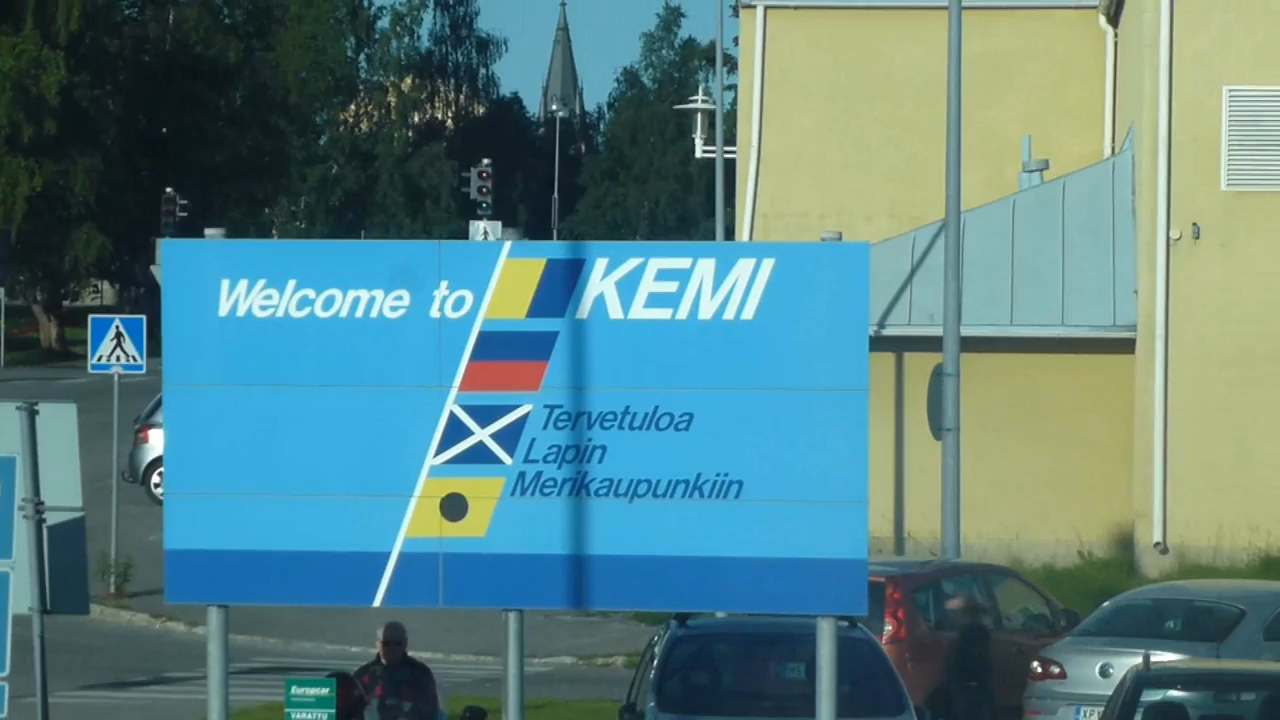 Welcome to KEMI
Tervetuloa
Lapin
Merikaupunkiin
Europcar
VARATTU